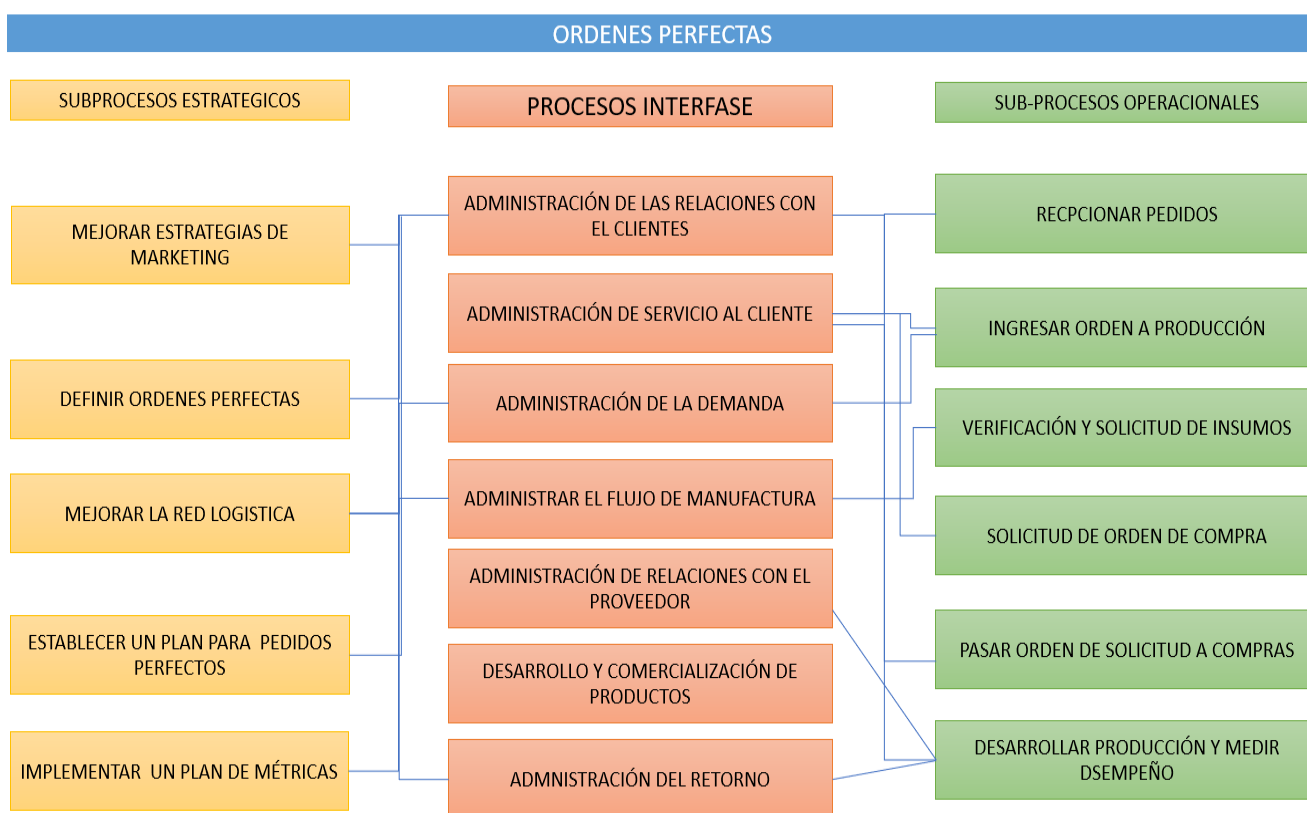 ORDENES PERFECTAS
SUBPROCESOS ESTRATEGICOS
PROCESOS INTERFASE
SUB-PROCESOS OPERACIONALES
MEJORAR ESTRATEGIAS DE
MARKETING
DEFINIR ORDENES PERFECTAS
MEJORAR LA RED LOGISTICA
ESTABLECER UN PLAN PARA PEDIDOS
PERFECTOS
IMPLEMENTAR UN PLAN DE MÉTRICAS
ADMINISTRACIÓN DE LAS RELACIONES CON
EL CLIENTES
ADMINISTRACIÓN DE SERVICIO AL CLIENTE
ADMINISTRACIÓN DE LA DEMANDA
ADMINISTRAR EL FLUJO DE MANUFACTURA
ADMINISTRACIÓN DE RELACIONES CON EL
PROVEEDOR
DESARROLLO Y COMERCIALIZACIÓN DE
PRODUCTOS
ADMNISTRACIÓN DEL RETORNO
RECPCIONAR PEDIDOS
INGRESAR ORDEN A PRODUCCIÓN
VERIFICACIÓN Y SOLICITUD DE INSUMOS
SOLICITUD DE ORDEN DE COMPRA
PASAR ORDEN DE SOLICITUD A COMPRAS
DESARROLLAR PRODUCCIÓN Y MEDIR
DSEMPEÑO